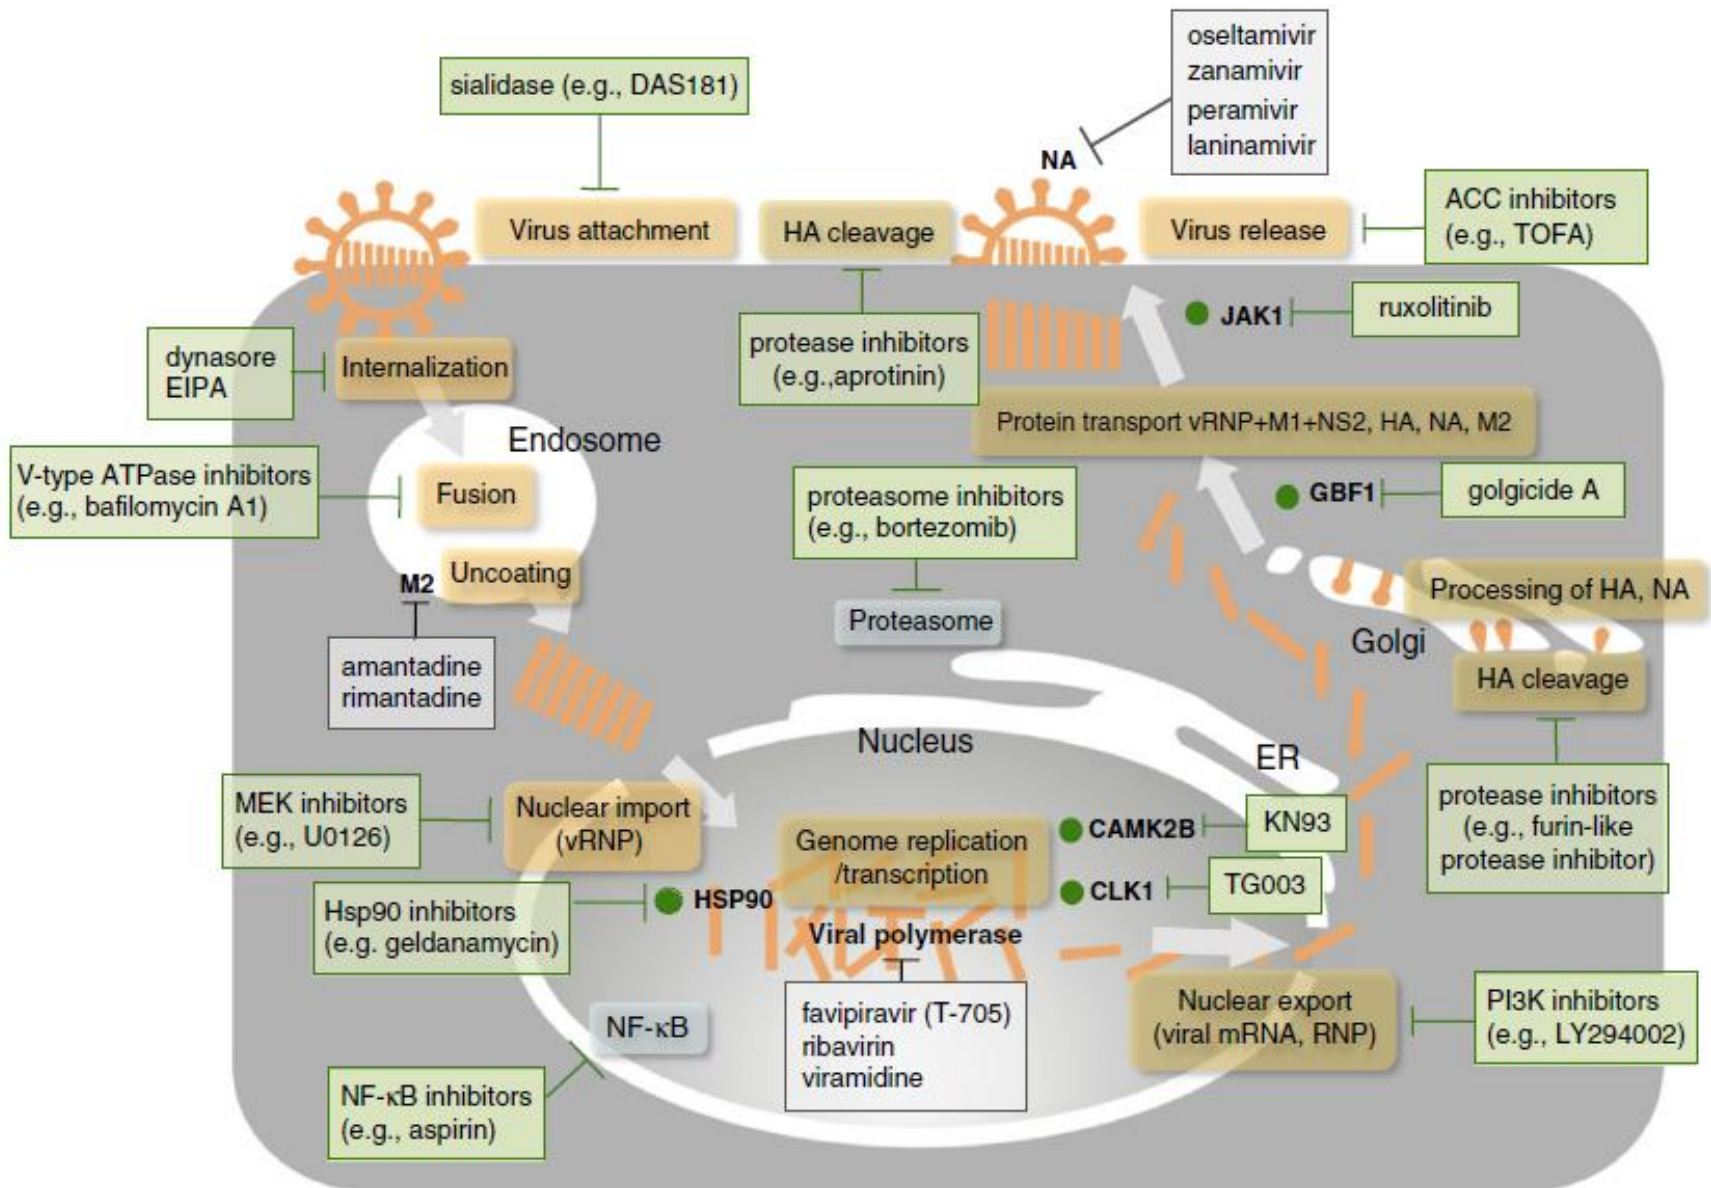 oseltamivir
zanamivir
peramivir
laninamivir
sialidase (e.g., DAS181)
NA
Virus attachment
HA cleavage
Virus release
ACC inhibitors
(e.g., TOFA)
JAK1
ruxolitinib
dynasore
EIPA
Internalization
protease inhibitors
(e.g.,aprotinin)
Protein transport vRNP+M1+NS2, HA, NA, M2
Endosome
V-type ATPase inhibitors
(e.g., bafilomycin A1)
Fusion
proteasome inhibitors
(e.g., bortezomib)
GBF1
golgicide A
M2
Uncoating
Proteasome
Processing of HA, NA
Golgi
amantadine
rimantadine
HA cleavage
Nucleus
ER
MEK inhibitors
(e.g., U0126)
Nuclear import
(vRNP)
Genome replication
/transcription
CAMK2B
KN93
protease inhibitors
(e.g., furin-like
protease inhibitor)
CLK1
TG003
Hsp90 inhibitors
(e.g. geldanamycin)
HSP90
Viral polymerase
favipiravir (T-705)
ribavirin
viramidine
Nuclear export
(viral mRNA, RNP)
PI3K inhibitors
(e.g., LY294002)
NF-κB
NF-κB inhibitors
(e.g., aspirin)